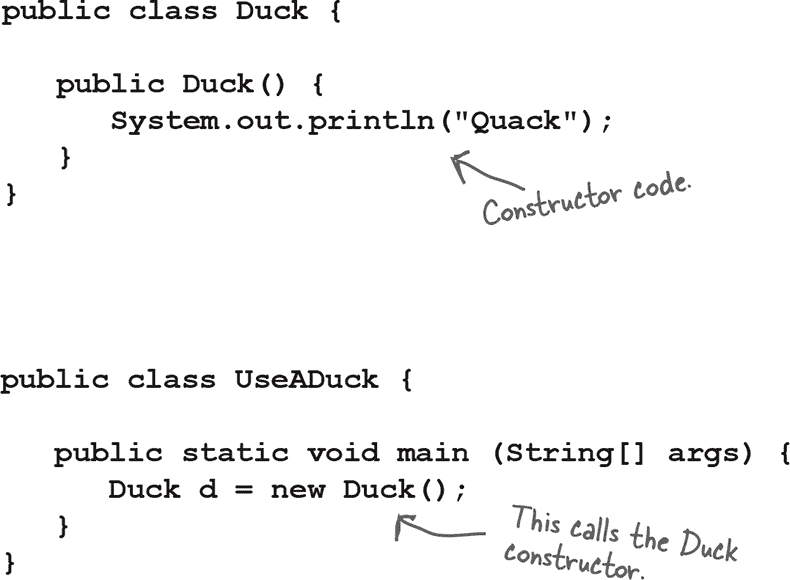 public class Duck {
public Duck() {
System.out.println("Quack");
}
}
Constructor code.
public class UseADuck {
public static void main (String[] args) {
Duck d = new Duck();
}
}
This calls the Duck
constructor.